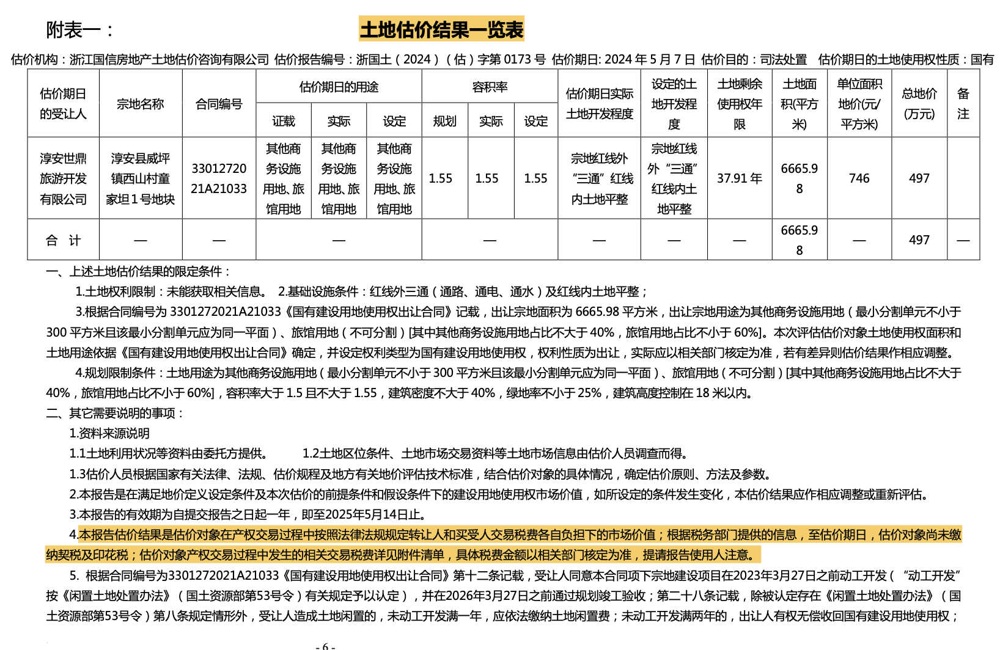 附表一：
土地估价结果一览表
估价机构：浙江国信房地产土地估价咨询有限公司 估价报告编号：浙国土（2024）（估）字第 0173 号 估价期日: 2024 年 5 月 7 日 估价目的：司法处置 估价期日的土地使用权性质：国有
估价期日的受让人 宗地名称 合同编号 估价期日的用途 容积率 估价期日实际土地开发程度 设定的土地开发程度 土地剩余使用权年限 土地面积(平方米) 单位面积地价(元/平方米) 总地价(万元) 备注
证载 实际 设定 规划 实际 设定
淳安世鼎旅游开发有限公司 淳安县威坪镇西山村童家坦1号地块 3301272021A21033 其他商务设施用地、旅馆用地 其他商务设施用地、旅馆用地 其他商务设施用地、旅馆用地 1.55 1.55 1.55 宗地红线外“三通”红线内土地平整 宗地红线外“三通”红线内土地平整 37.91 年 6665.98 746 497
合 计 — — — — — — — 6665.98 — 497 —
一、上述土地估价结果的限定条件：
1.土地权利限制：未能获取相关信息。 2.基础设施条件：红线外三通（通路、通电、通水）及红线内土地平整；
3.根据合同编号为 3301272021A21033《国有建设用地使用权出让合同》记载，出让宗地面积为 6665.98 平方米，出让宗地用途为其他商务设施用地（最小分割单元不小于
300 平方米且该最小分割单元应为同一平面）、旅馆用地（不可分割）[其中其他商务设施用地占比不大于 40%，旅馆用地占比不小于 60%]。本次评估估价对象土地使用权面积和
土地用途依据《国有建设用地使用权出让合同》确定，并设定权利类型为国有建设用地使用权，权利性质为出让，实际应以相关部门核定为准，若有差异则估价结果作相应调整。
4.规划限制条件：土地用途为其他商务设施用地（最小分割单元不小于 300 平方米且该最小分割单元应为同一平面）、旅馆用地（不可分割）[其中其他商务设施用地占比不大于
40%，旅馆用地占比不小于 60%]，容积率大于 1.5 且不大于 1.55，建筑密度不大于 40%，绿地率不小于 25%，建筑高度控制在 18 米以内。
二、其它需要说明的事项：
1.资料来源说明
1.1土地利用状况等资料由委托方提供。 1.2土地区位条件、土地市场交易资料等土地市场信息由估价人员调查而得。
1.3估价人员根据国家有关法律、法规、估价规程及地方有关地价评估技术标准，结合估价对象的具体情况，确定估价原则、方法及参数。
2.本报告是在满足地价定义设定条件及本次估价的前提条件和假设条件下的建设用地使用权市场价值，如所设定的条件发生变化，本估价结果应作相应调整或重新评估。
3.本报告的有效期为自提交报告之日起一年，即至2025年5月14日止。
4.本报告估价结果是估价对象在产权交易过程中按照法律法规规定转让人和买受人交易税费各自负担下的市场价值；根据税务部门提供的信息，至估价期日，估价对象尚未缴
纳契税及印花税；估价对象产权交易过程中发生的相关交易税费详见附件清单，具体税费金额以相关部门核定为准，提请报告使用人注意。
5. 根据合同编号为3301272021A21033《国有建设用地使用权出让合同》第十二条记载，受让人同意本合同项下宗地建设项目在2023年3月27日之前动工开发（“动工开发”
按《闲置土地处置办法》（国土资源部第53号令）有关规定予以认定），并在2026年3月27日之前通过规划竣工验收；第二十八条记载，除被认定存在《闲置土地处置办法》（国
土资源部第53号令）第八条规定情形外，受让人造成土地闲置的，未动工开发满一年，应依法缴纳土地闲置费；未动工开发满两年的，出让人有权无偿收回国有建设用地使用权；
- 6 -